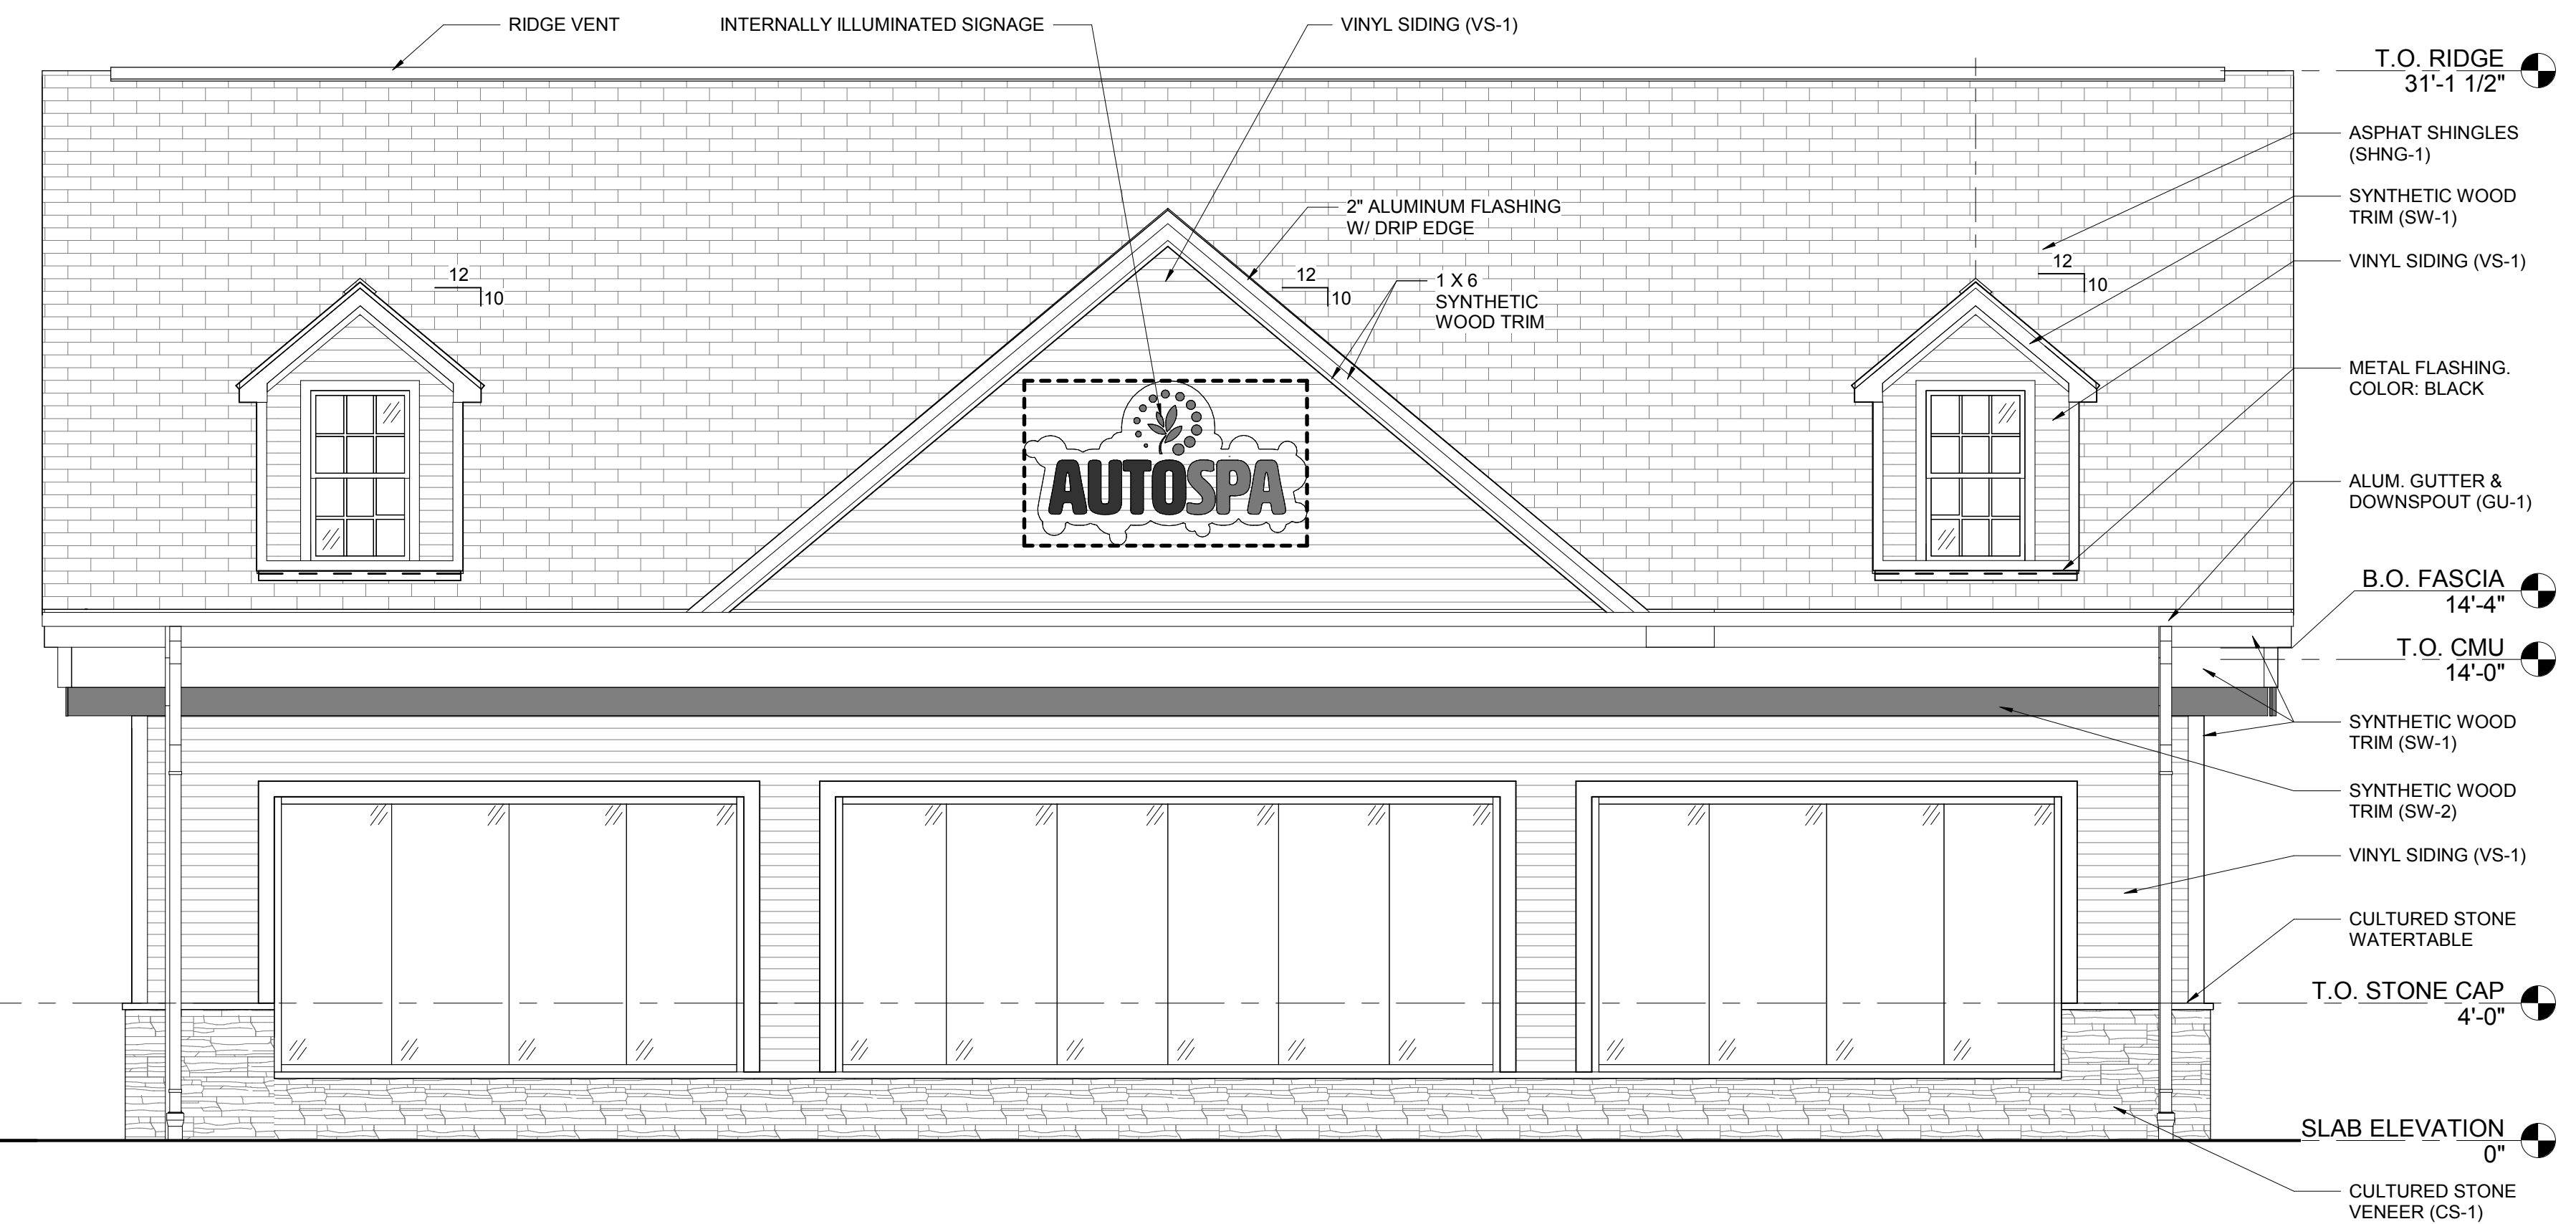 RIDGE VENT
INTERNALLY ILLUMINATED SIGNAGE
VINYL SIDING (VS-1)
T.O. RIDGE
31'-1 1/2"
ASPHAT SHINGLES
(SHNG-1)
SYNTHETIC WOOD
TRIM (SW-1)
2" ALUMINUM FLASHING
W/ DRIP EDGE
VINYL SIDING (VS-1)
12
10
12
10
1 X 6
SYNTHETIC
WOOD TRIM
12
10
METAL FLASHING.
COLOR: BLACK
AUTOSPA
ALUM. GUTTER &
DOWNSPOUT (GU-1)
B.O. FASCIA
14'-4"
T.O. CMU
14'-0"
SYNTHETIC WOOD
TRIM (SW-1)
SYNTHETIC WOOD
TRIM (SW-2)
VINYL SIDING (VS-1)
CULTURED STONE
WATERTABLE
T.O. STONE CAP
4'-0"
SLAB ELEVATION
0"
CULTURED STONE
VENEER (CS-1)